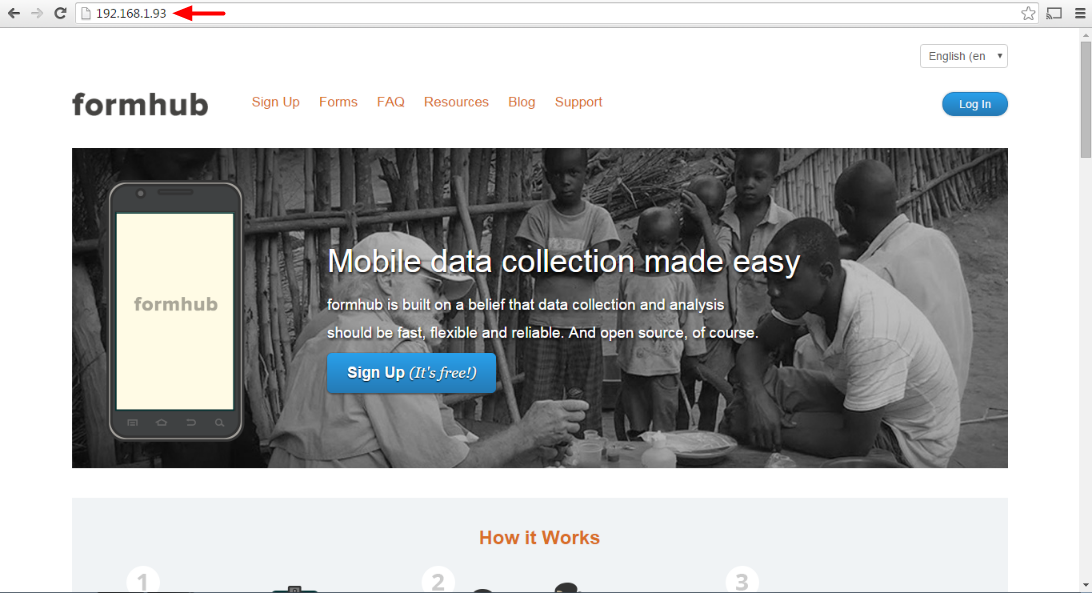 192.168.1.93
English (en
formhub
Sign Up Forms FAQ Resources Blog Support
Log In
formhub
Mobile data collection made easy
formhub is built on a belief that data collection and analysis
should be fast, flexible and reliable. And open source, of course.
Sign Up (It's free!)
How it Works
1 2 3